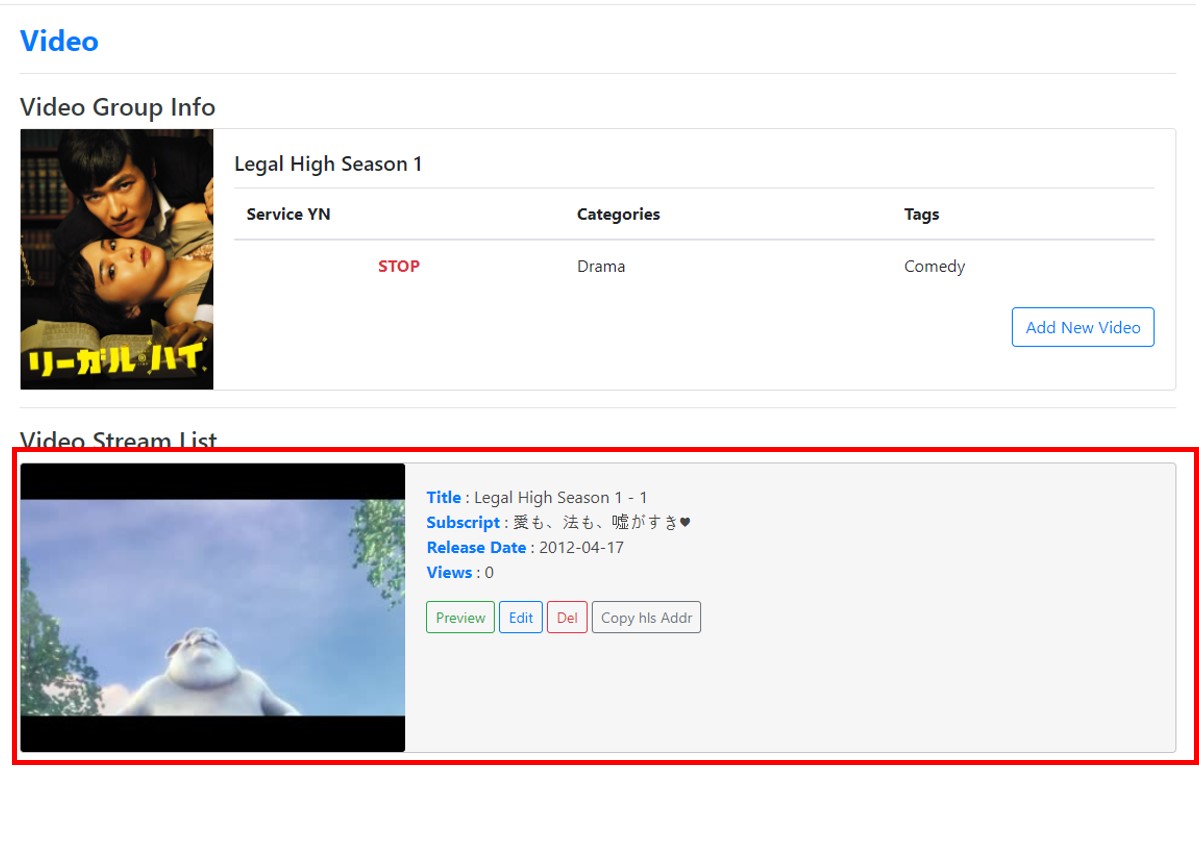 Video
Video Group Info
Legal High Season 1
Service YN Categories Tags
STOP Drama Comedy
Add New Video
リーガル・ハイ
Video Stream List
Title : Legal High Season 1 - 1
Subscript : 愛も、法も、嘘がすき♥
Release Date : 2012-04-17
Views : 0
Preview Edit Del Copy hls Addr